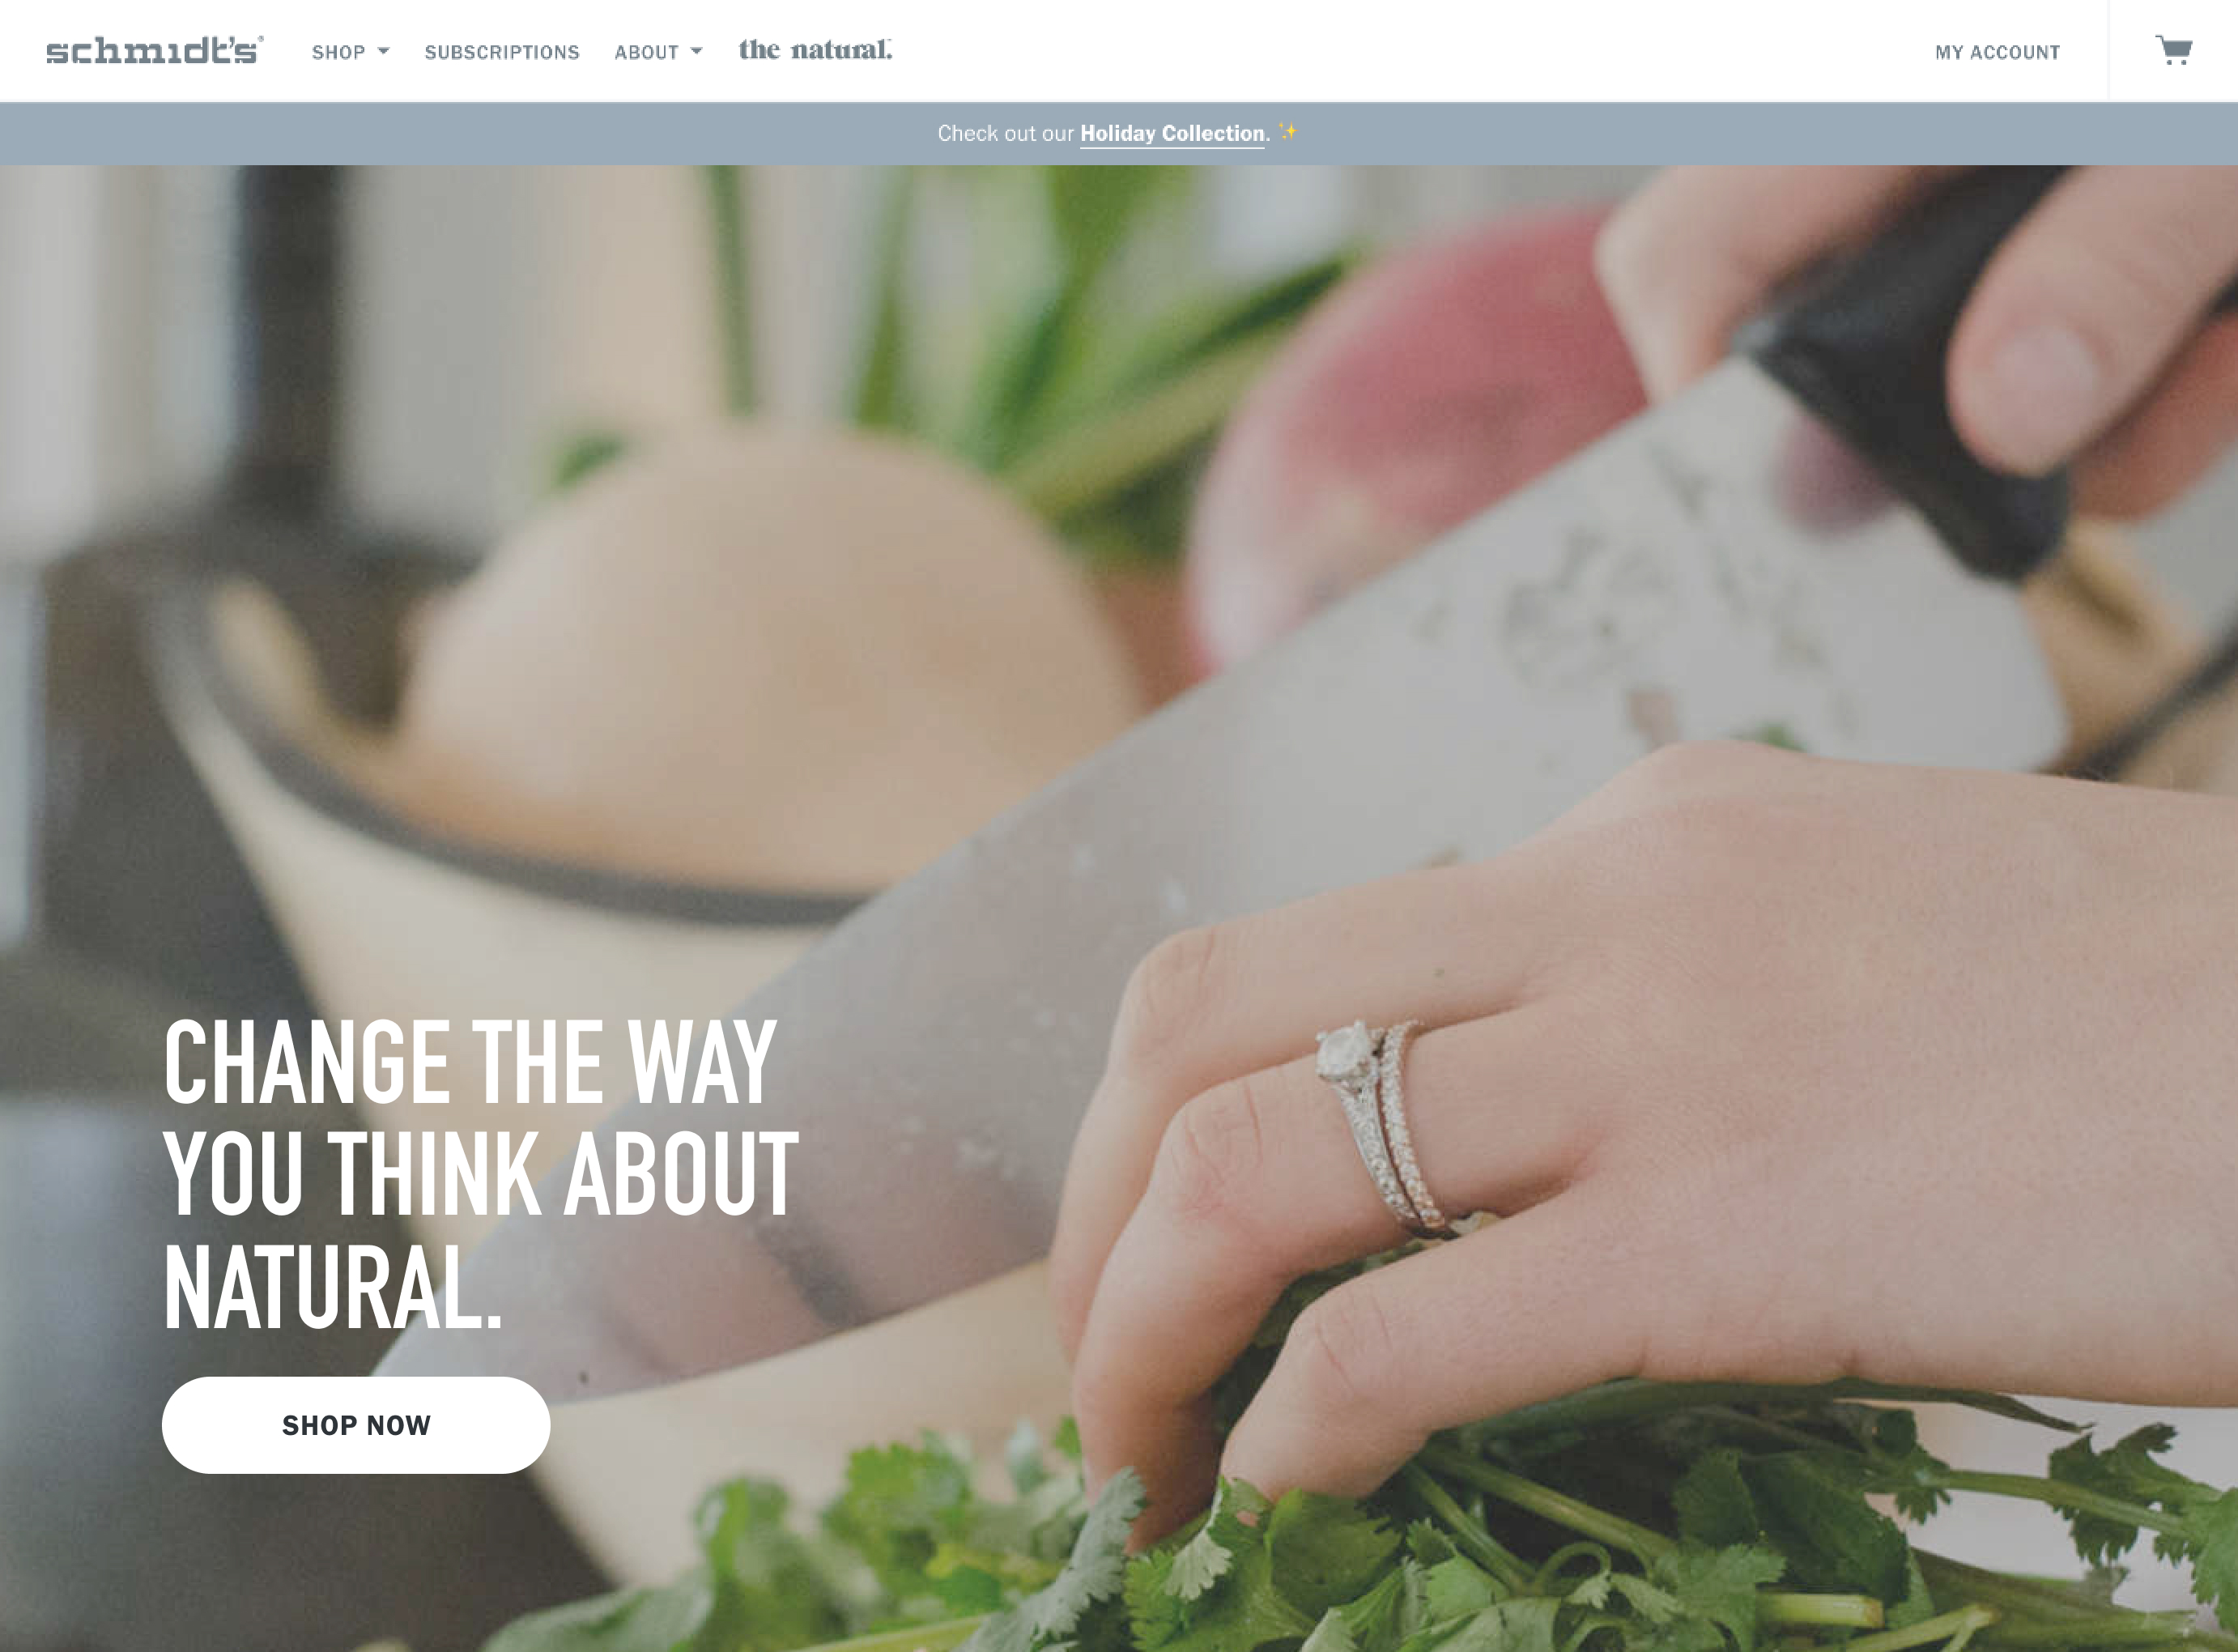 schmidt's®
SHOP
SUBSCRIPTIONS
ABOUT
the natural.
MY ACCOUNT
Check out our Holiday Collection. ✨
CHANGE THE WAY
YOU THINK ABOUT
NATURAL.
SHOP NOW